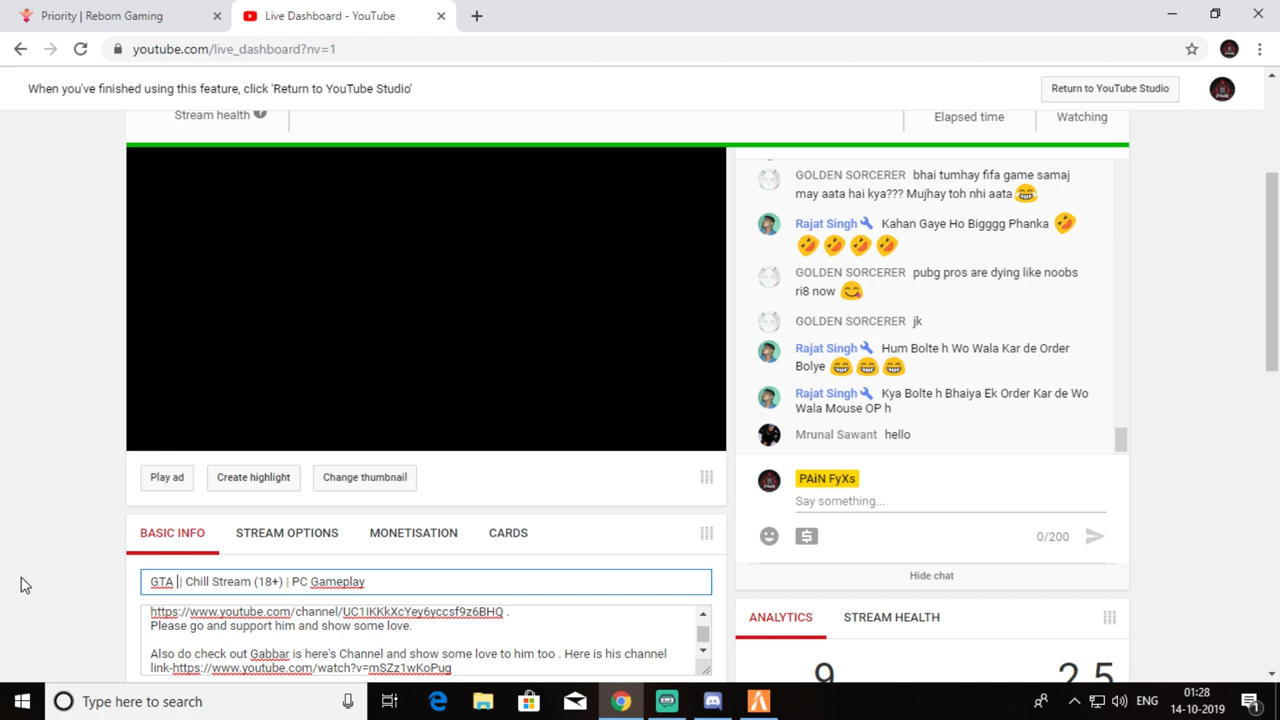 Priority | Reborn Gaming
Live Dashboard - YouTube
youtube.com/live_dashboard?nv=1
When you've finished using this feature, click 'Return to YouTube Studio'
Return to YouTube Studio
Stream health
Elapsed time
Watching
GOLDEN SORCERER bhai tumhay fifa game samaj
may aata hai kya??? Mujhay toh nhi aata 😂
Rajat Singh Kahan Gaye Ho Bigggg Phanka 🤣
🤣🤣🤣🤣
GOLDEN SORCERER pubg pros are dying like noobs
ri8 now 😋
GOLDEN SORCERER jk
Rajat Singh Hum Bolte h Wo Wala Kar de Order
Bolye 😂😂😂
Rajat Singh Kya Bolte h Bhaiya Ek Order Kar de Wo
Wala Mouse OP h
Mrunal Sawant hello
PAiN FyXs
Say something...
0/200
Hide chat
Play ad
Create highlight
Change thumbnail
BASIC INFO
STREAM OPTIONS
MONETISATION
CARDS
GTA || Chill Stream (18+) | PC Gameplay
https://www.youtube.com/channel/UC1IKKkXcYey6yccsf9z6BHQ .
Please go and support him and show some love.
Also do check out Gabbar is here's Channel and show some love to him too . Here is his channel
link-https://www.youtube.com/watch?v=mSZz1wKoPug
ANALYTICS
STREAM HEALTH
9
2.5
Type here to search
ENG
01:28
14-10-2019
1